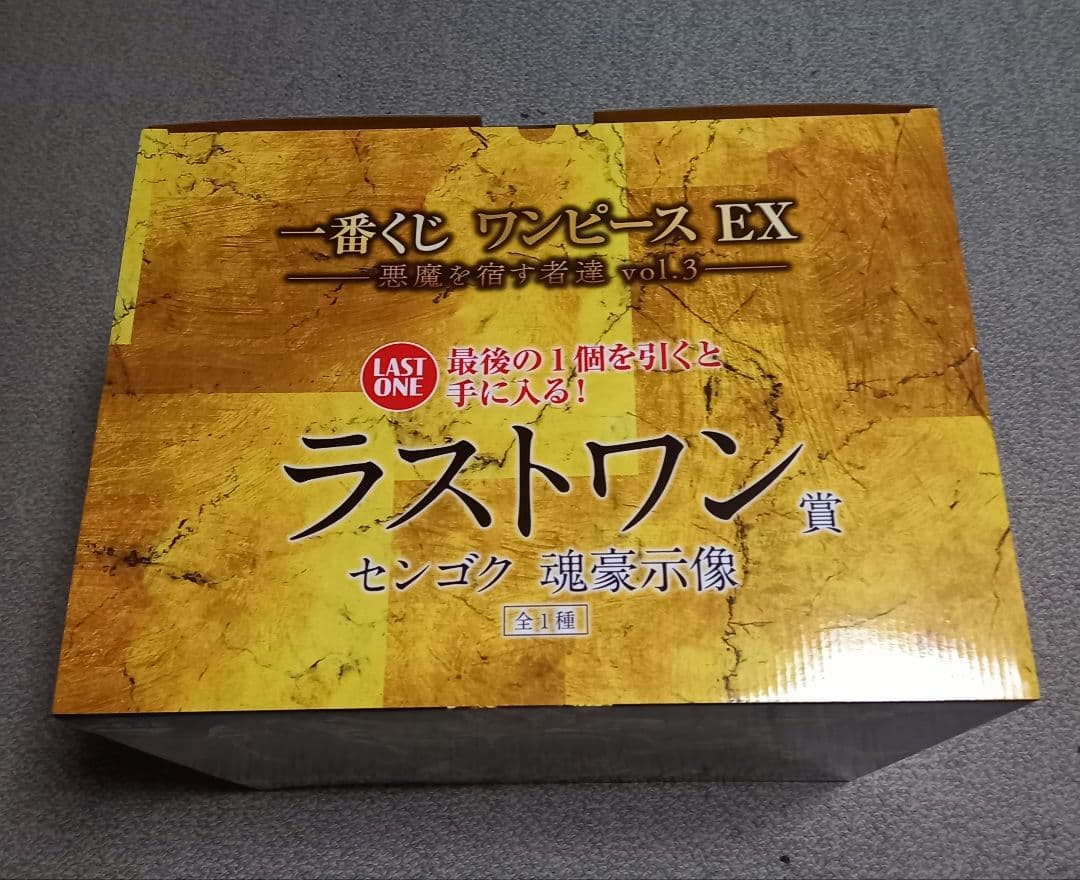 一番くじ ワンピース EX
悪魔を宿す者達 vol.3
LAST
ONE
最後の1個を引くと
手に入る!
ラストワン賞
センゴク 魂豪示像
全1種